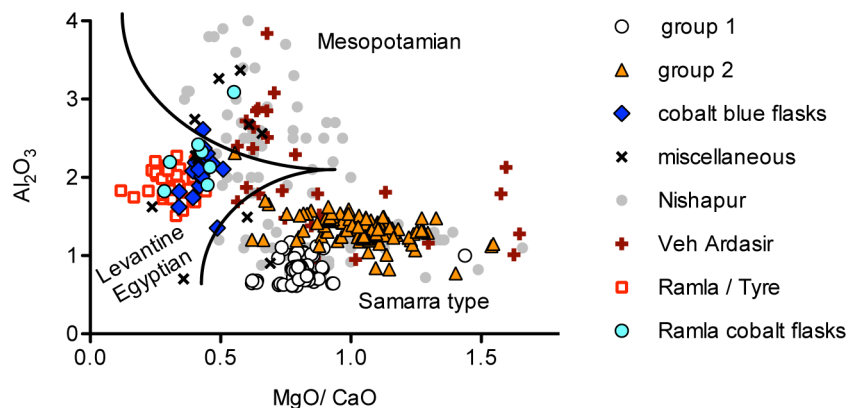 4
3
2
1
0
0.0
0.5
1.0
1.5
Al₂O₃
MgO/ CaO
Mesopotamian
Levantine
Egyptian
Samarra type
group 1
group 2
cobalt blue flasks
miscellaneous
Nishapur
Veh Ardasir
Ramla / Tyre
Ramla cobalt flasks